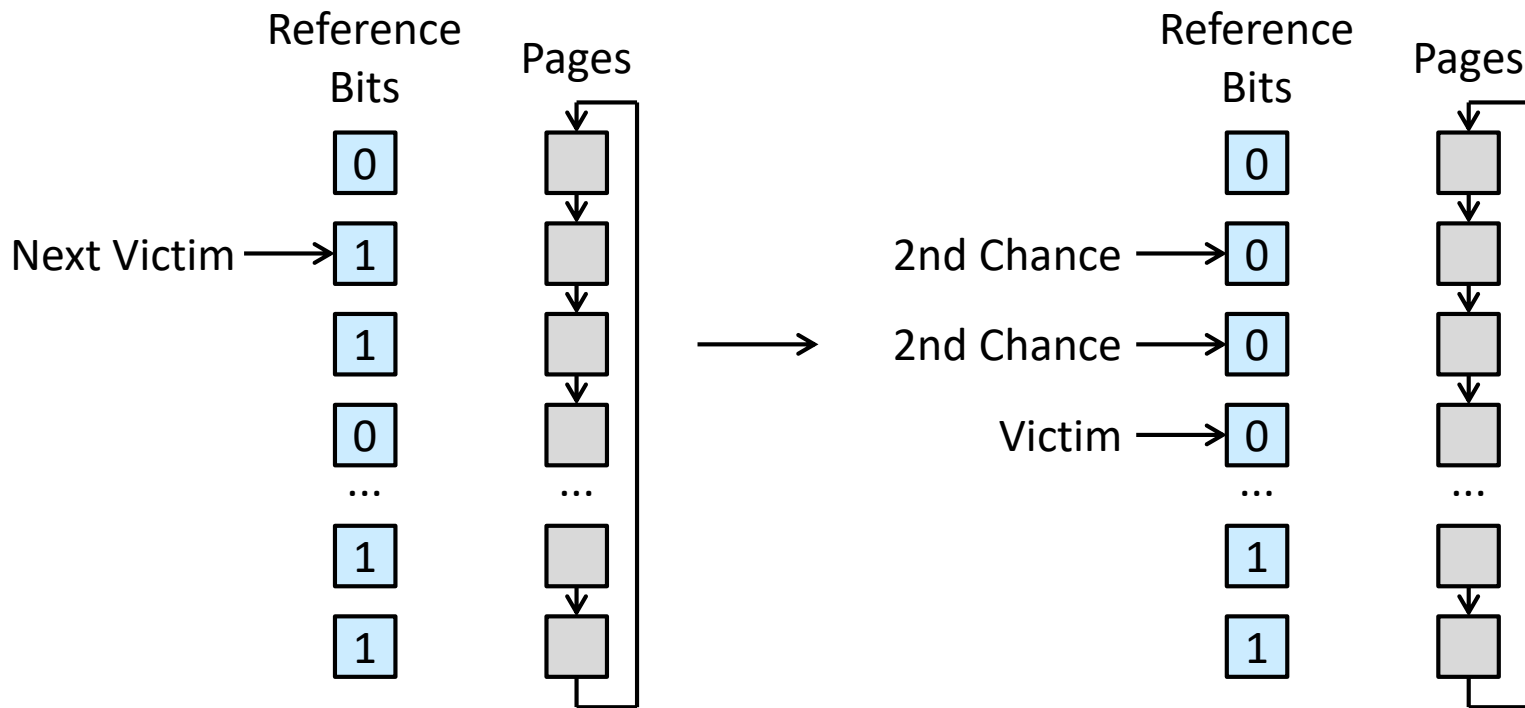 Reference
Bits
Pages
0
Next Victim
1
1
0
...
...
1
1
Reference
Bits
Pages
0
2nd Chance
0
2nd Chance
0
Victim
0
...
...
1
1